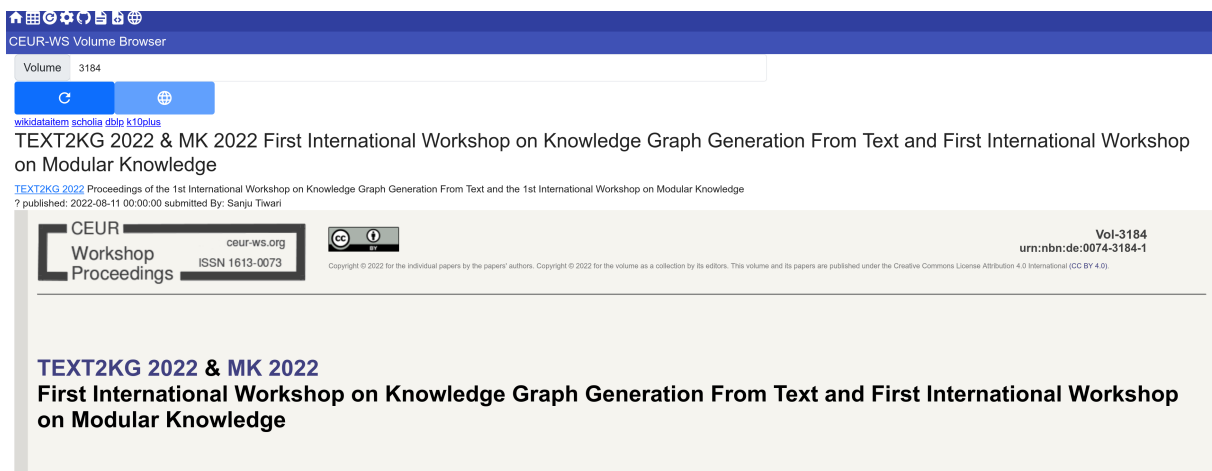 CEUR-WS Volume Browser
Volume 3184
wikidataitem scholia dblp k10plus
TEXT2KG 2022 & MK 2022 First International Workshop on Knowledge Graph Generation From Text and First International Workshop
on Modular Knowledge
TEXT2KG 2022 Proceedings of the 1st International Workshop on Knowledge Graph Generation From Text and the 1st International Workshop on Modular Knowledge
? published: 2022-08-11 00:00:00 submitted By: Sanju Tiwari
CEUR
Workshop
Proceedings
ceur-ws.org
ISSN 1613-0073
cc
BY
Copyright © 2022 for the individual papers by the papers' authors. Copyright © 2022 for the volume as a collection by its editors. This volume and its papers are published under the Creative Commons License Attribution 4.0 International (CC BY 4.0).
Vol-3184
urn:nbn:de:0074-3184-1
TEXT2KG 2022 & MK 2022
First International Workshop on Knowledge Graph Generation From Text and First International Workshop
on Modular Knowledge